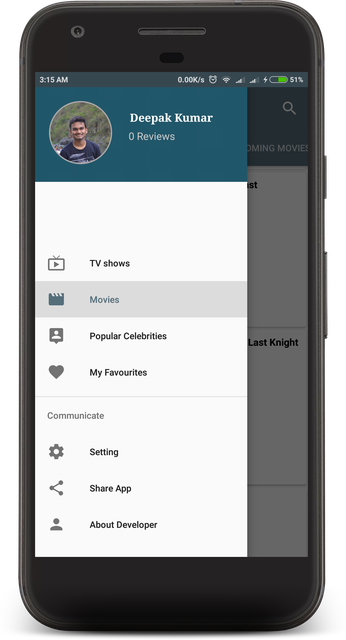 3:15 AM 0.00K/s 51%
Deepak Kumar
0 Reviews
OMING MOVIES
ast
TV shows
Movies
Popular Celebrities
Last Knight
My Favourites
Communicate
Setting
Share App
About Developer